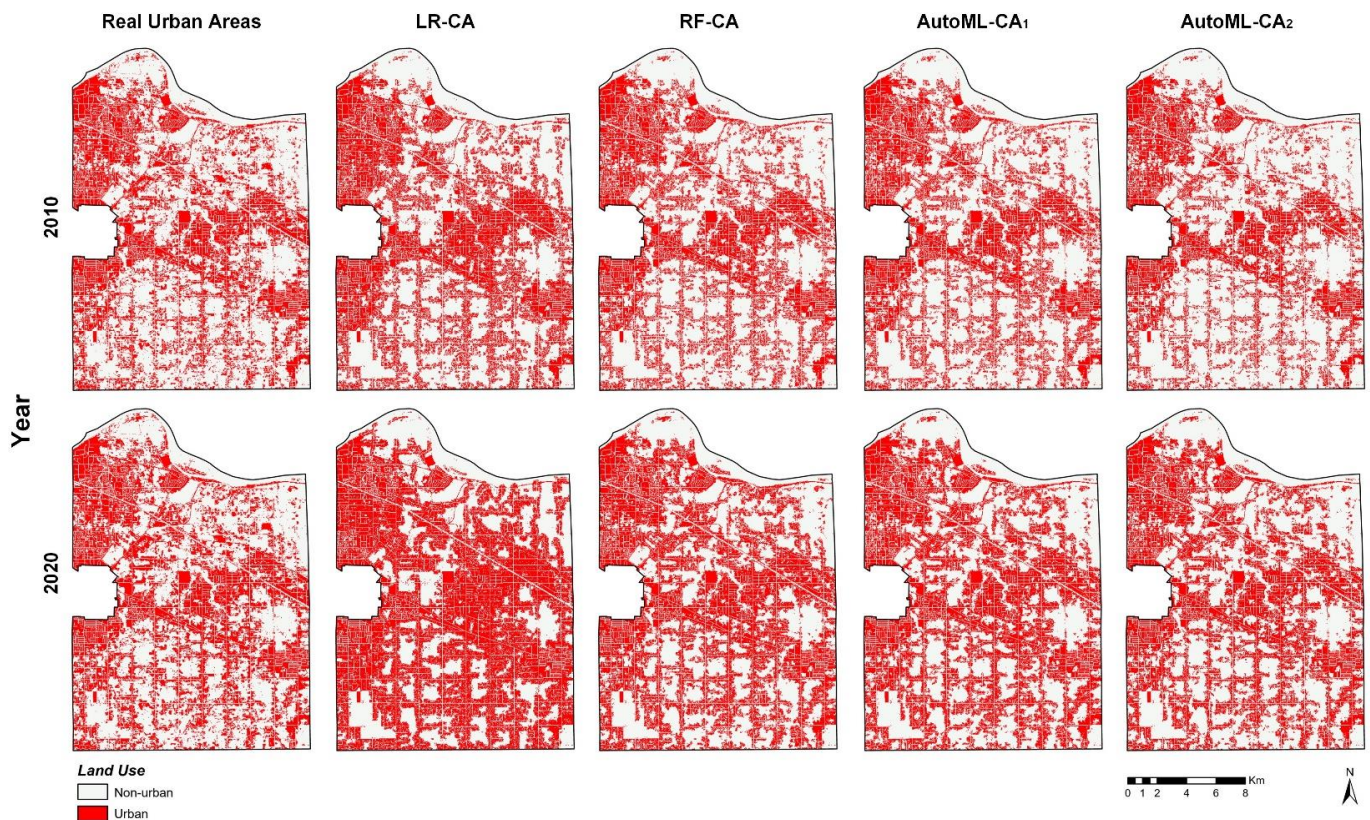 Real Urban Areas LR-CA RF-CA AutoML-CA₁ AutoML-CA₂
Year
2010
2020
Land Use
Non-urban
Urban
Km
0 1 2 4 6 8
N